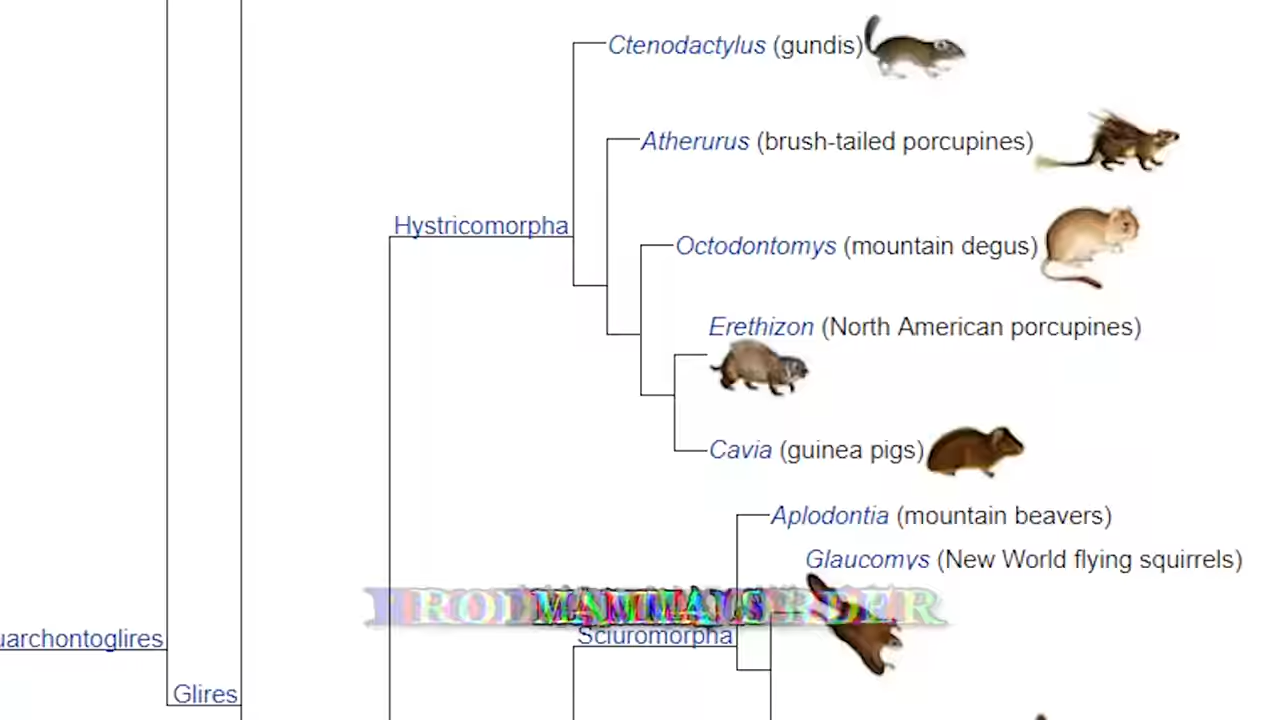 Ctenodactylus (gundis)
Atherurus (brush-tailed porcupines)
Hystricomorpha
Octodontomys (mountain degus)
Erethizon (North American porcupines)
Cavia (guinea pigs)
Aplodontia (mountain beavers)
Glaucomys (New World flying squirrels)
MAMMALS
Sciuromorpha
uarchontoglires
Glires